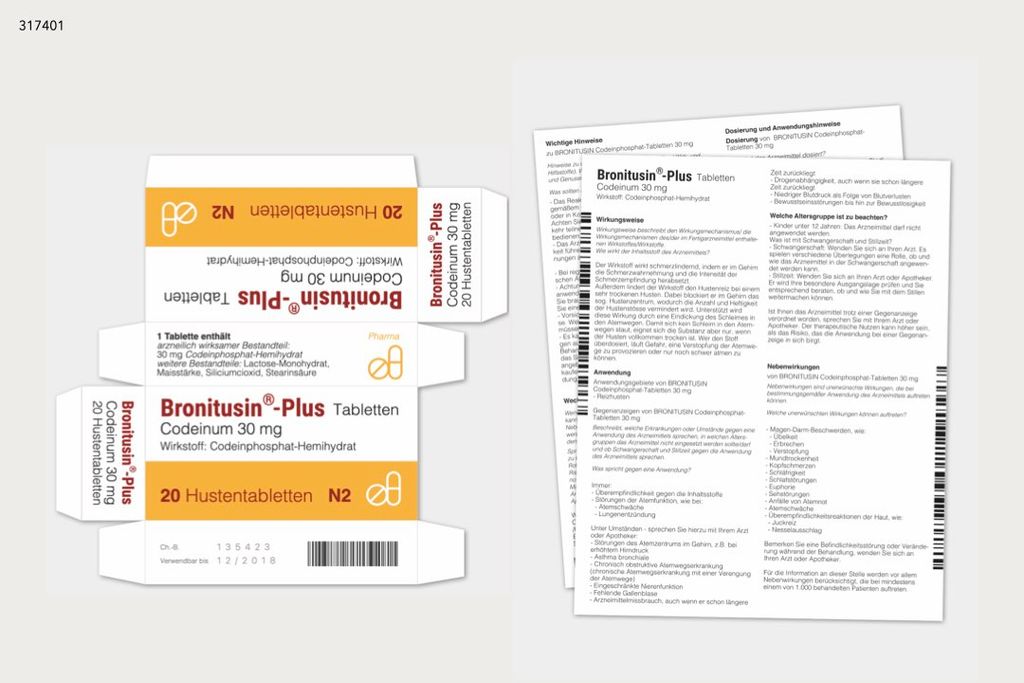 317401
20 Hustentabletten N2
Bronitusin®-Plus Tabletten
Codeinum 30 mg
Wirkstoff: Codeinphosphat-Hemihydrat
Bronitusin®-Plus
Codeinum 30 mg
20 Hustentabletten
1 Tablette enthält
arzneilich wirksamer Bestandteil:
30 mg Codeinphosphat-Hemihydrat
weitere Bestandteile: Lactose-Monohydrat,
Maisstärke, Siliciumcioxid, Stearinsäure
Pharma
Bronitusin®-Plus
Codeinum 30 mg
20 Hustentabletten
Bronitusin®-Plus Tabletten
Codeinum 30 mg
Wirkstoff: Codeinphosphat-Hemihydrat
20 Hustentabletten N2
Ch.-B. 135423
Verwendbar bis 12/2018
Wichtige Hinweise
zu BRONITUSIN Codeinphosphat-Tabletten 30 mg
Dosierung und Anwendungshinweise
Dosierung von BRONITUSIN Codeinphosphat-
Tabletten 30 mg
Bronitusin®-Plus Tabletten
Codeinum 30 mg
Wirkstoff: Codeinphosphat-Hemihydrat
Wirkungsweise
Wirkungsweise beschreibt den Wirkungsmechanismus/ die
Wirkungsmechanismen des/der im Fertigarzneimittel enthalte-
nen Wirkstoffes/Wirkstoffe.
Wie wirkt der Inhaltsstoff des Arzneimittels?
Der Wirkstoff wirkt schmerzlindernd, indem er im Gehirn
die Schmerzwahrnehmung und die Intensität der
Schmerzempfindung herabsetzt
Außerdem lindert der Wirkstoff den Hustenreiz bei einem
sehr trockenen Husten. Dabei blockiert er im Gehirn das
sog. Hustenzentrum, wodurch die Anzahl und Heftigkeit
der Hustenstösse vermindert wird. Unterstützt wird
diese Wirkung durch eine Eindickung des Schleimes in
den Atemwegen. Damit sich kein Schleim in den Atem-
wegen staut, eignet sich die Substanz aber nur, wenn
der Husten vollkommen trocken ist. Wer den Stoff
überdosiert, läuft Gefahr, eine Verstopfung der Atemwe-
ge zu provozieren oder nur noch schwer atmen zu
können.
Anwendung
Anwendungsgebiete von BRONITUSIN
Codeinphosphat-Tabletten 30 mg
- Reizhusten
Gegenanzeigen von BRONITUSIN Codeinphosphat-
Tabletten 30 mg
Beschreibt, welche Erkrankungen oder Umstände gegen eine
Anwendung des Arzneimittels sprechen, in welchen Alters-
gruppen das Arzneimittel nicht eingesetzt werden sollte/darf
und ob Schwangerschaft und Stillzeit gegen die Anwendung
des Arzneimittels sprechen.
Was spricht gegen eine Anwendung?
Immer:
- Überempfindlichkeit gegen die Inhaltsstoffe
- Störungen der Atemfunktion, wie bei:
- Atemschwäche
- Lungenentzündung
Unter Umständen - sprechen Sie hierzu mit Ihrem Arzt
oder Apotheker:
- Störungen des Atemzentrums im Gehirn, z.B. bei
erhöhtem Hirndruck
- Asthma bronchiale
- Chronisch obstruktive Atemwegserkrankung
(chronische Atemwegserkrankung mit einer Verengung
der Atemwege)
- Eingeschränkte Nierenfunktion
- Fehlende Gallenblase
- Arzneimittelmissbrauch, auch wenn er schon längere
Zeit zurückliegt
- Drogenabhängigkeit, auch wenn sie schon längere
Zeit zurückliegt
- Niedriger Blutdruck als Folge von Blutverlusten
- Bewusstseinstörungen bis hin zur Bewusstlosigkeit
Welche Altersgruppe ist zu beachten?
- Kinder unter 12 Jahren: Das Arzneimittel darf nicht
angewendet werden.
Was ist mit Schwangerschaft und Stillzeit?
- Schwangerschaft: Wenden Sie sich an Ihren Arzt. Es
spielen verschiedene Überlegungen eine Rolle, ob und
wie das Arzneimittel in der Schwangerschaft angewen-
det werden kann.
- Stillzeit: Wenden Sie sich an Ihren Arzt oder Apotheker.
Er wird Ihre besondere Ausgangslage prüfen und Sie
entsprechend beraten, ob und wie Sie mit dem Stillen
weitermachen können.
Ist Ihnen das Arzneimittel trotz einer Gegenanzeige
verordnet worden, sprechen Sie mit Ihrem Arzt oder
Apotheker. Der therapeutische Nutzen kann höher sein,
als das Risiko, das die Anwendung bei einer Gegenan-
zeige in sich birgt.
Nebenwirkungen
von BRONITUSIN Codeinphosphat-Tabletten 30 mg
Nebenwirkungen sind unerwünschte Wirkungen, die bei
bestimmungsgemäßer Anwendung des Arzneimittels auftreten
können.
Welche unerwünschten Wirkungen können auftreten?
- Magen-Darm-Beschwerden, wie:
- Übelkeit
- Erbrechen
- Verstopfung
- Mundtrockenheit
- Kopfschmerzen
- Schläfrigkeit
- Schlafstörungen
- Euphorie
- Sehstörungen
- Anfälle von Atemnot
- Atemschwäche
- Überempfindlichkeitsreaktionen der Haut, wie:
- Juckreiz
- Nesselausschlag
Bemerken Sie eine Befindlichkeitsstörung oder Verände-
rung während der Behandlung, wenden Sie sich an
Ihren Arzt oder Apotheker.
Für die Information an dieser Stelle werden vor allem
Nebenwirkungen berücksichtigt, die bei mindestens
einem von 1.000 behandelten Patienten auftreten.